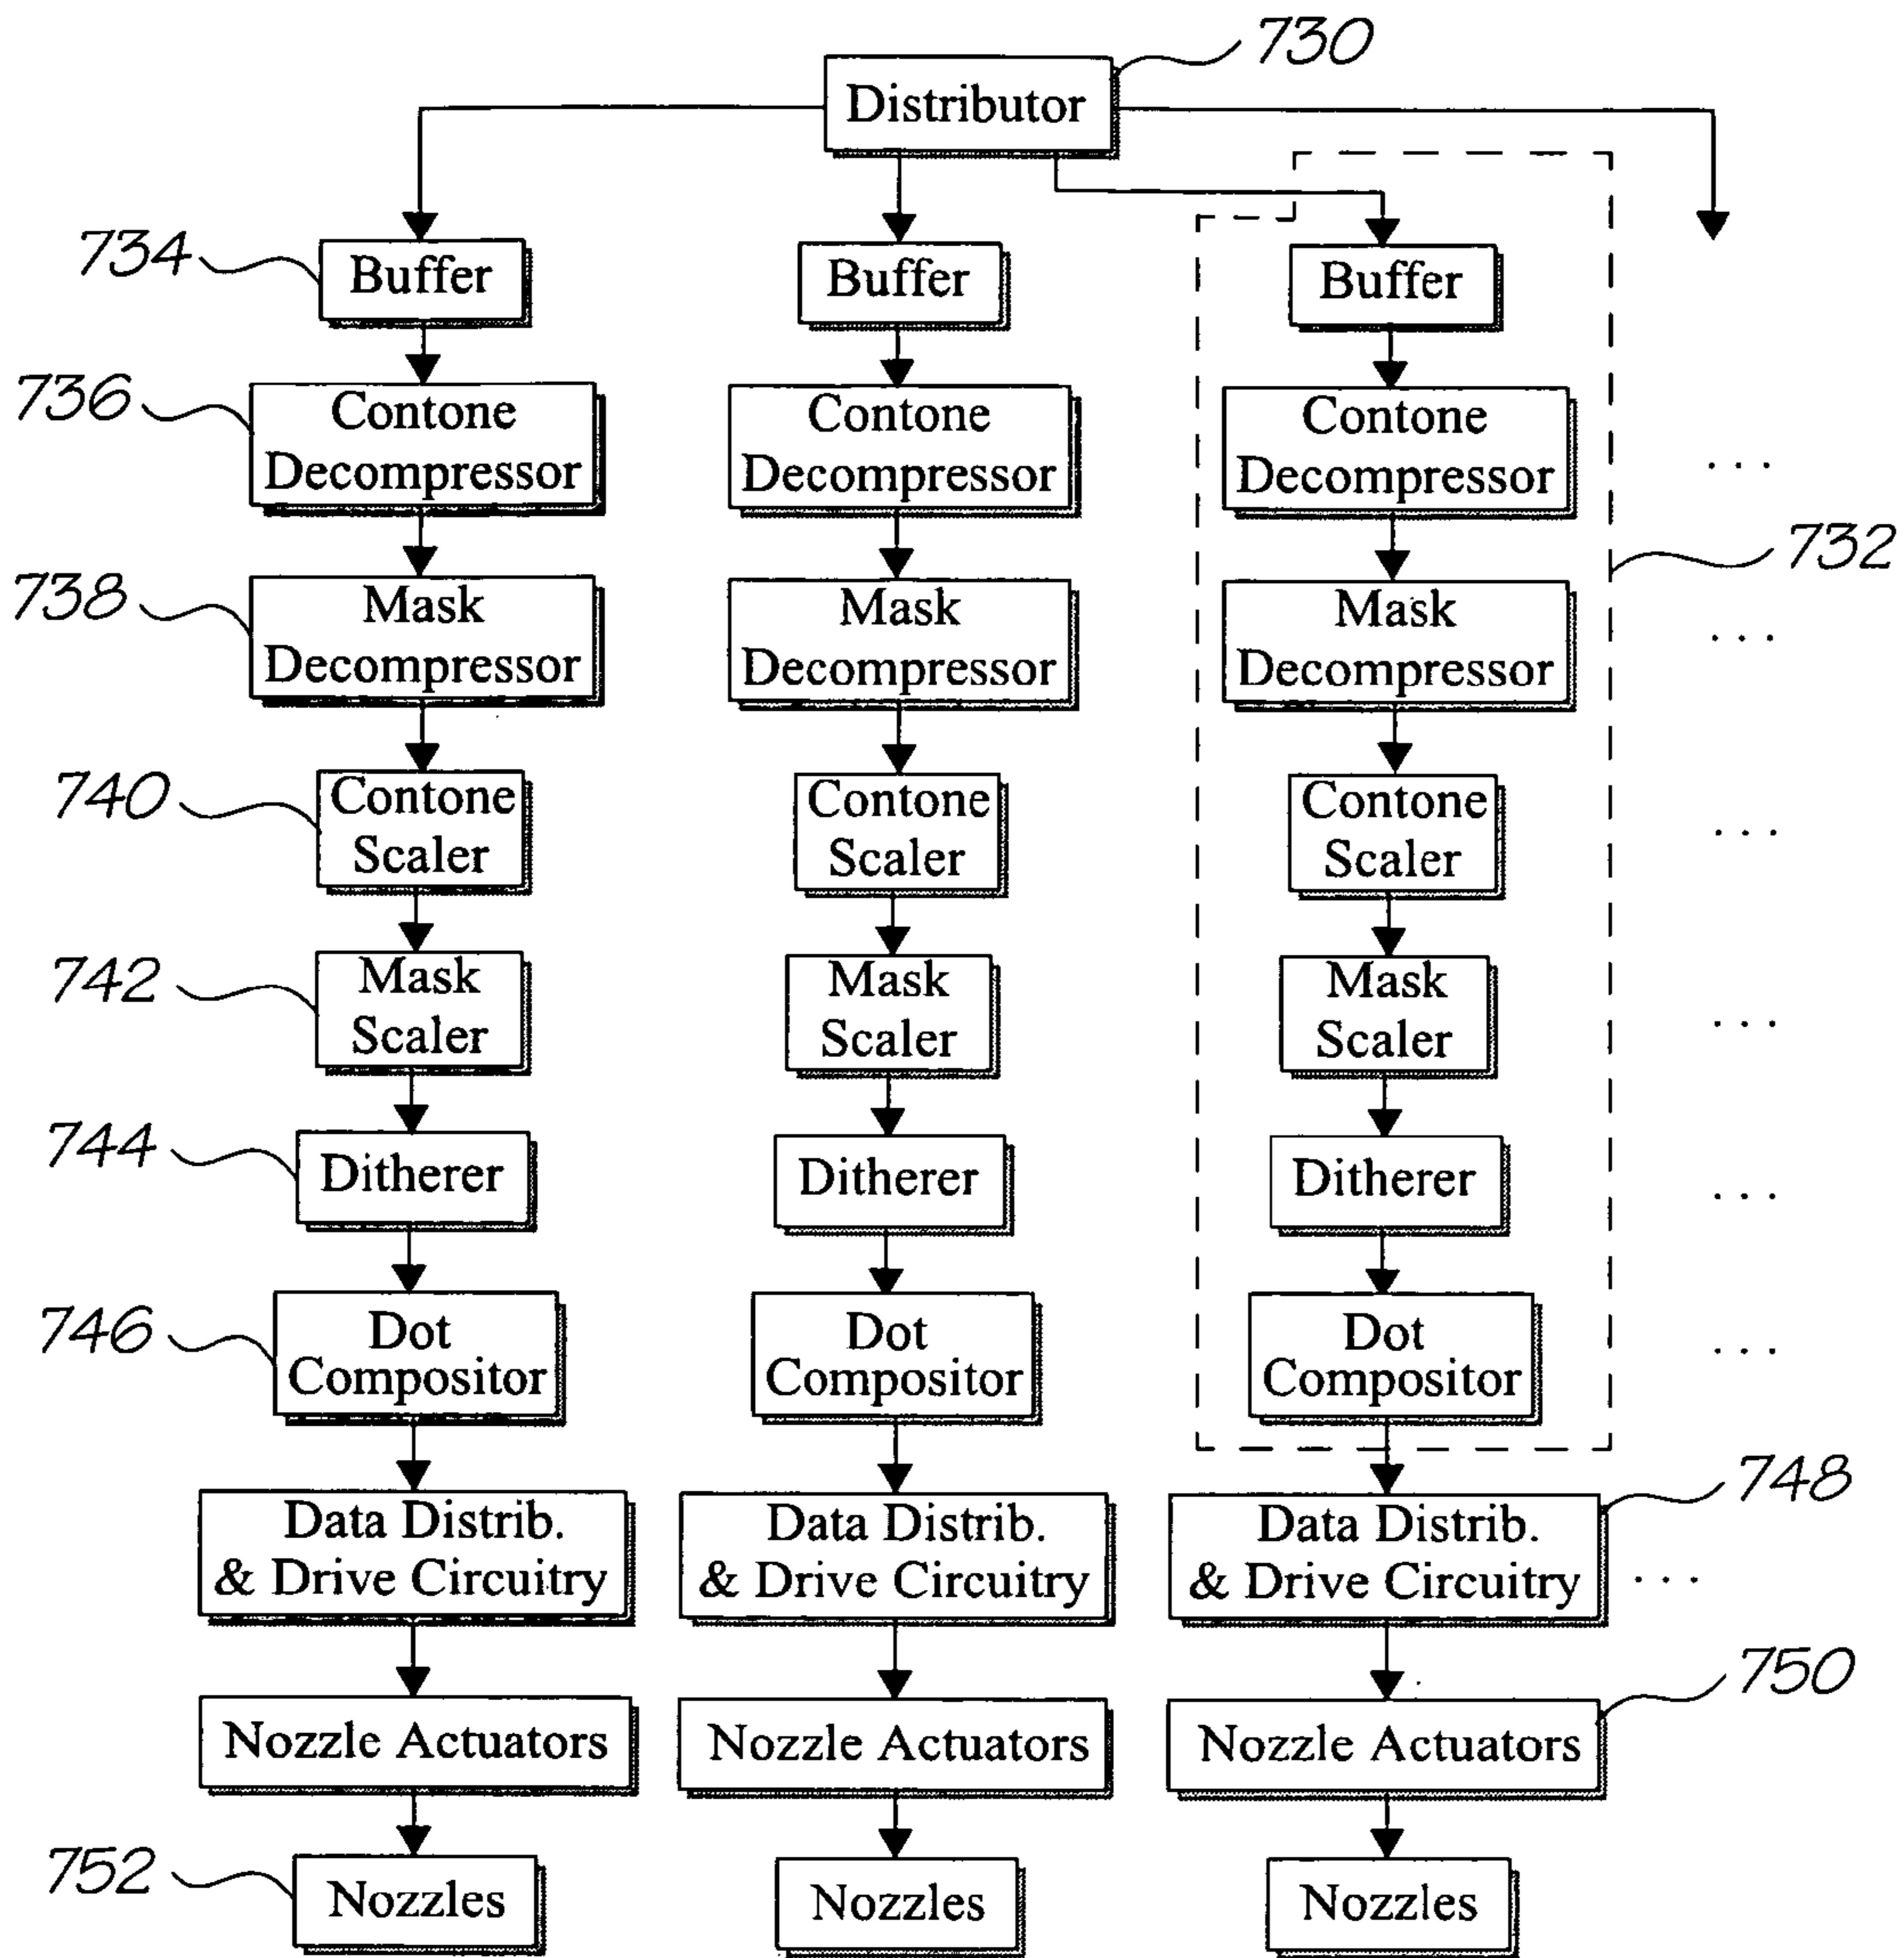 730
Distributor
734
Buffer
Buffer
Buffer
736
Contone
Decompressor
Contone
Decompressor
Contone
Decompressor
...
732
738
Mask
Decompressor
Mask
Decompressor
Mask
Decompressor
...
740
Contone
Scaler
Contone
Scaler
Contone
Scaler
...
742
Mask
Scaler
Mask
Scaler
Mask
Scaler
...
744
Ditherer
Ditherer
Ditherer
...
746
Dot
Compositor
Dot
Compositor
Dot
Compositor
...
748
Data Distrib.
& Drive Circuitry
Data Distrib.
& Drive Circuitry
Data Distrib.
& Drive Circuitry
...
750
Nozzle Actuators
Nozzle Actuators
Nozzle Actuators
752
Nozzles
Nozzles
Nozzles